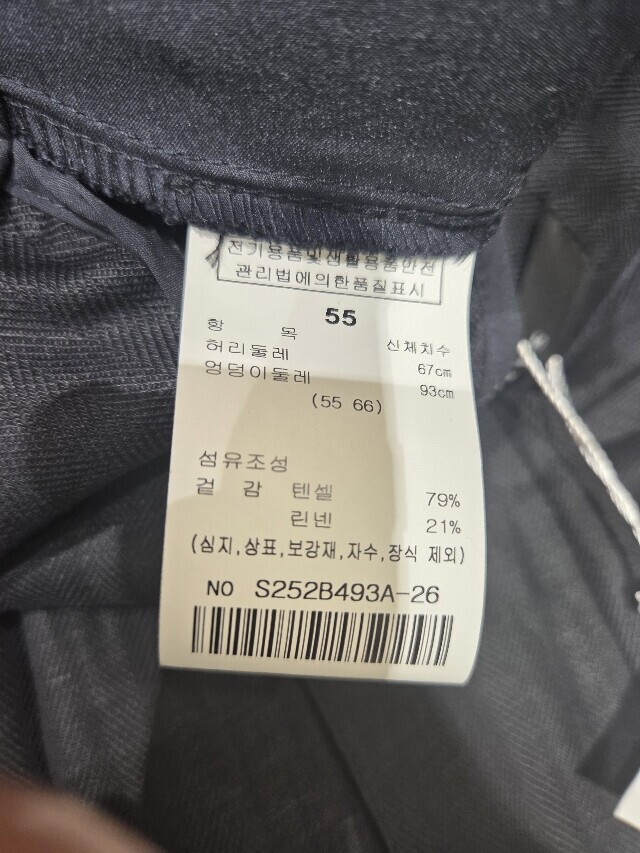 전기용품및생활용품안전
관리법에의한품질표시
55
항 목 신체치수
허리둘레 67cm
엉덩이둘레 93cm
(55 66)
섬유조성
겉 감 텐셀 79%
린넨 21%
(심지,상표,보강재,자수,장식 제외)
NO S252B493A-26